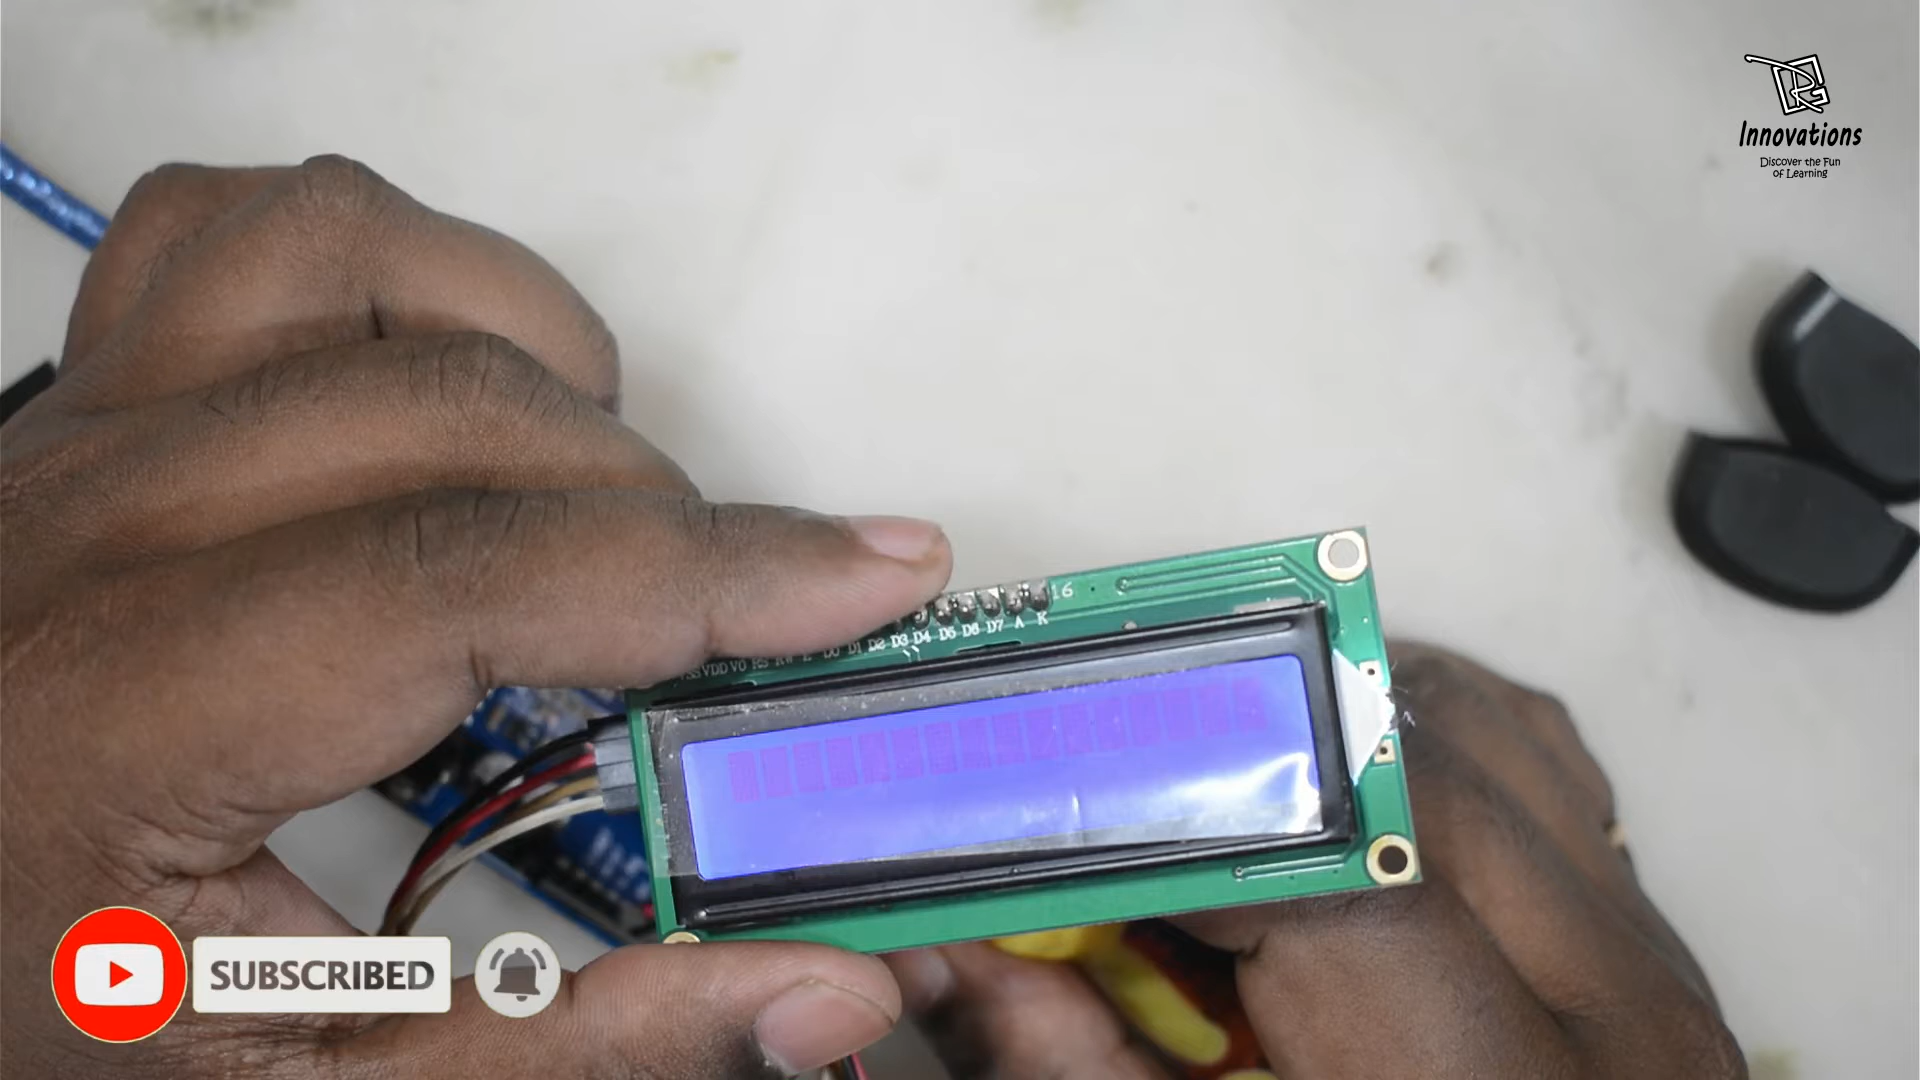 Innovations
Discover the Fun
of Learning
16
VDD V0 RS RW E D0 D1 D2 D3 D4 D5 D6 D7 A K
SUBSCRIBED